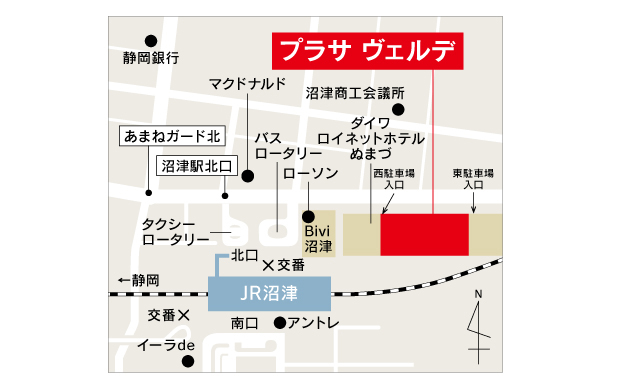 プラサ ヴェルデ
静岡銀行
マクドナルド
沼津商工会議所
あまねガード北
バス
ロータリー
ダイワ
ロイネットホテル
ぬまづ
沼津駅北口
ローソン
西駐車場
入口
東駐車場
入口
タクシー
ロータリー
Bivi
沼津
北口
交番
←静岡
JR沼津
N
交番
南口
アントレ
イーラde